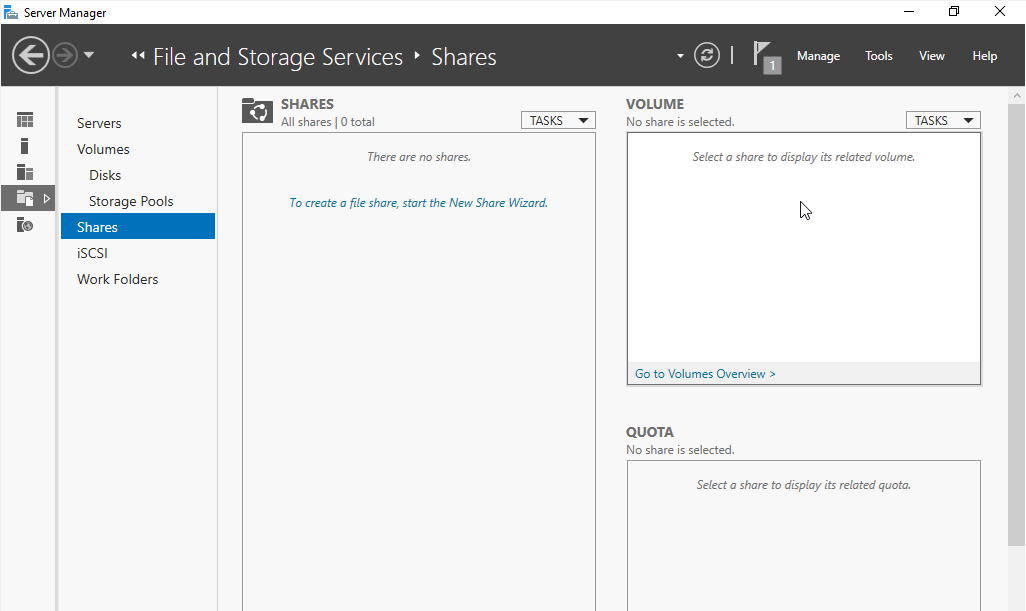 Server Manager
File and Storage Services ‣ Shares
1
Manage Tools View Help
Servers
Volumes
Disks
Storage Pools
Shares
iSCSI
Work Folders
SHARES
All shares | 0 total
TASKS
There are no shares.
To create a file share, start the New Share Wizard.
VOLUME
No share is selected.
TASKS
Select a share to display its related volume.
Go to Volumes Overview >
QUOTA
No share is selected.
Select a share to display its related quota.